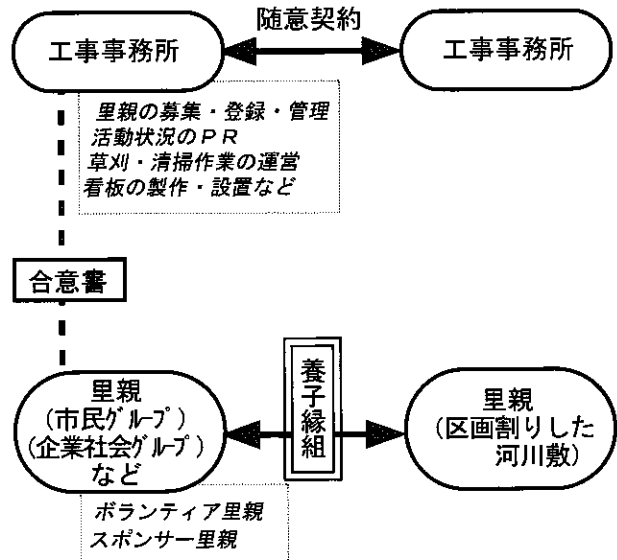 随意契約
工事事務所
工事事務所
里親の募集・登録・管理
活動状況のPR
草刈・清掃作業の運営
看板の製作・設置など
合意書
里親
(市民グループ)
(企業社会グループ)
など
養子縁組
里親
(区画割りした
河川敷)
ボランティア里親
スポンサー里親